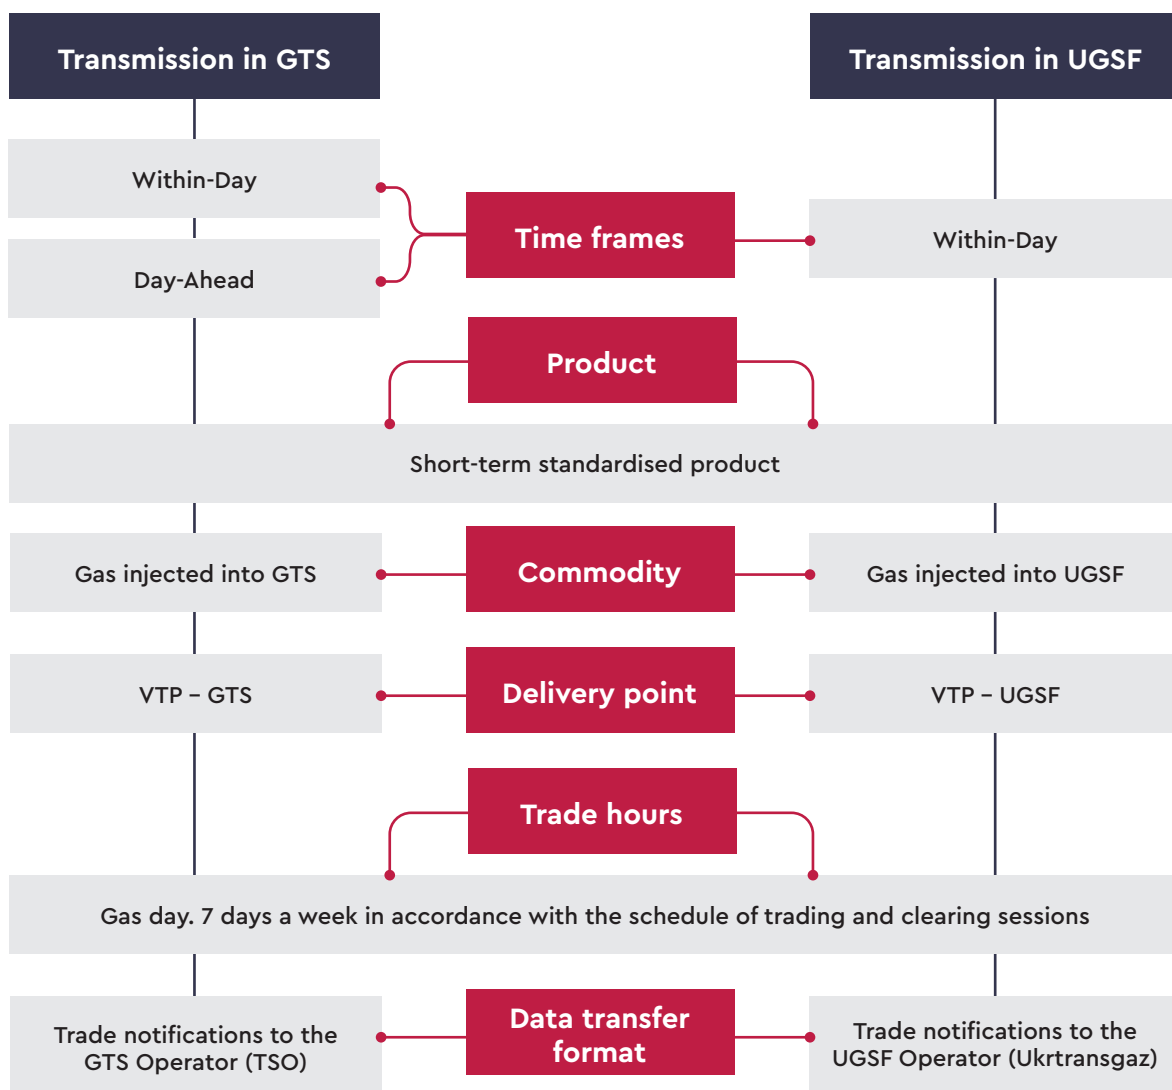 Transmission in GTS
Transmission in UGSF
Within-Day
Day-Ahead
Time frames
Within-Day
Product
Short-term standardised product
Gas injected into GTS
Commodity
Gas injected into UGSF
VTP – GTS
Delivery point
VTP – UGSF
Trade hours
Gas day. 7 days a week in accordance with the schedule of trading and clearing sessions
Trade notifications to the
GTS Operator (TSO)
Data transfer
format
Trade notifications to the
UGSF Operator (Ukrtransgaz)